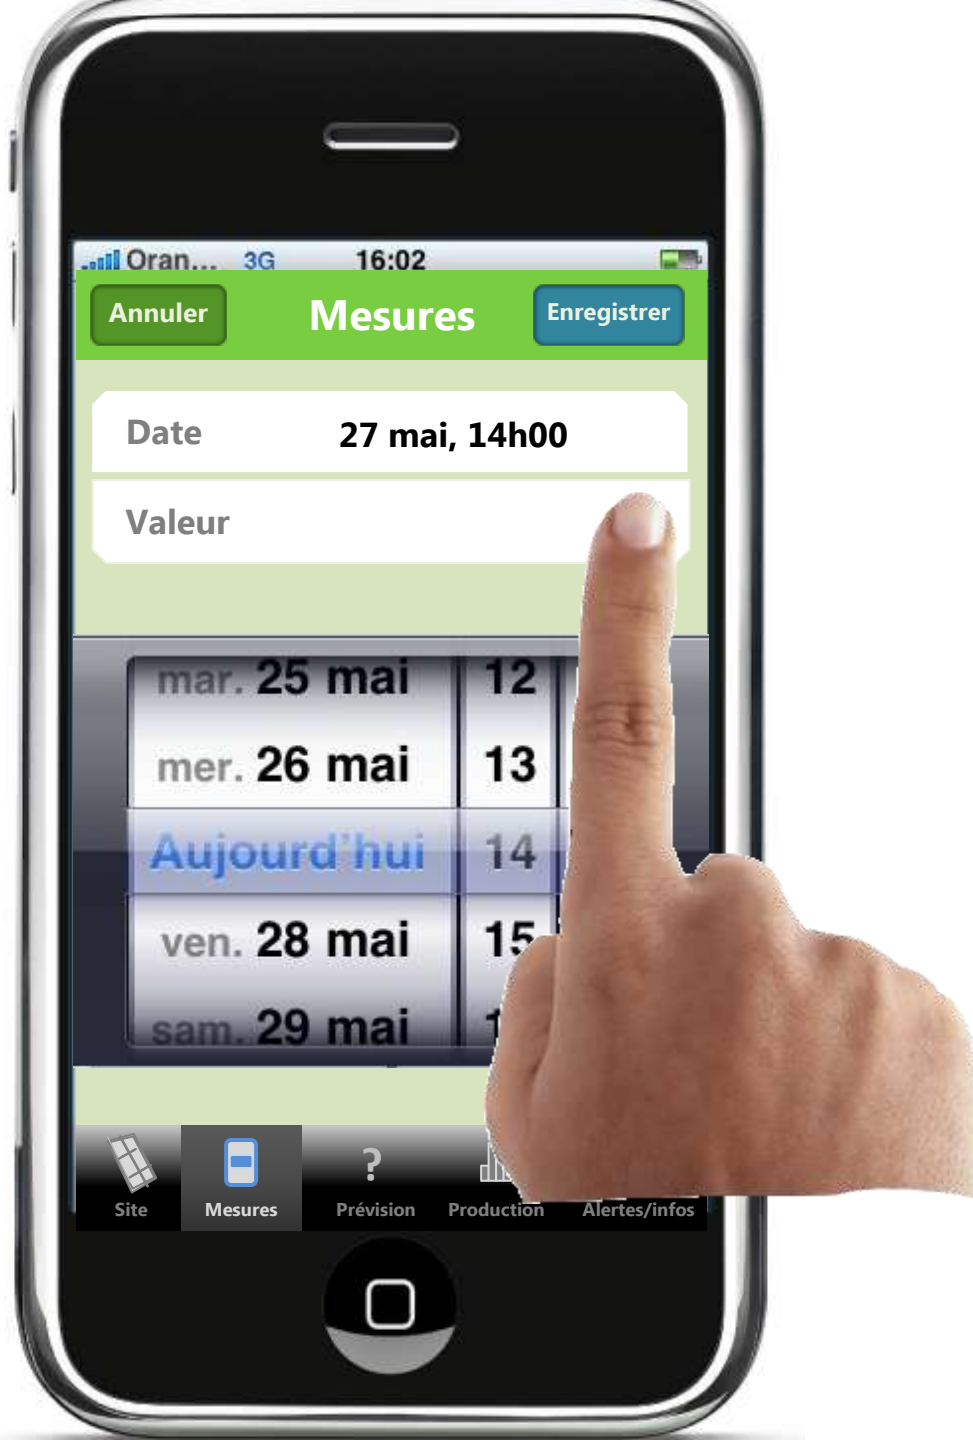 Oran... 3G 16:02
Annuler Mesures Enregistrer
Date 27 mai, 14h00
Valeur
mar. 25 mai 12
mer. 26 mai 13
Aujourd'hui 14
ven. 28 mai 15
sam. 29 mai
?
Site Mesures Prévision Production Alertes/infos